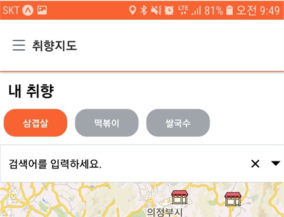 SKT 81% 오전 9:49
취향지도
내 취향
삼겹살 떡볶이 쌀국수
검색어를 입력하세요.
의정부시